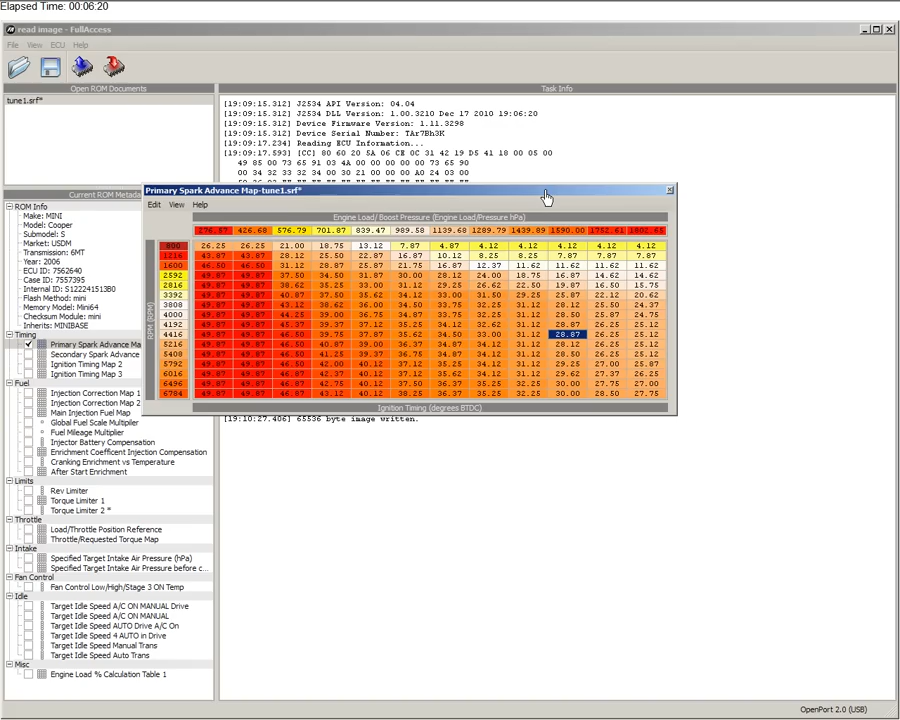 Elapsed Time: 00:06:20
read image - FullAccess
File View ECU Help
Open ROM Documents
Task Info
tune1.srf*
[19:09:15.312] J2534 API Version: 04.04
[19:09:15.312] J2534 DLL Version: 1.00.3210 Dec 17 2010 19:06:20
[19:09:15.312] Device Firmware Version: 1.11.3298
[19:09:15.312] Device Serial Number: TAr7Bh3K
[19:09:17.234] Reading ECU Information...
[19:09:17.593] [CC] 80 60 20 5A 06 CE 0C 31 42 19 D5 41 18 00 05 00
49 85 00 73 65 91 03 4A 00 00 00 00 00 73 65 90
00 34 32 33 32 34 00 30 21 00 00 00 A0 24 03 00
Current ROM Metada
Primary Spark Advance Map-tune1.srf*
Edit View Help
Engine Load/ Boost Pressure (Engine Load/Pressure hPa)
276.57 426.68 576.79 701.87 839.47 989.58 1139.68 1289.79 1439.89 1590.00 1752.61 1802.65
800 26.25 26.25 21.00 18.75 13.12 7.87 4.87 4.12 4.12 4.12 4.12 4.12
1216 43.87 43.87 28.12 25.50 22.87 16.87 10.12 8.25 8.25 7.87 7.87 7.87
1600 46.50 46.50 31.12 28.87 25.87 21.75 16.87 12.37 11.62 11.62 11.62 11.62
2592 49.87 49.87 37.50 34.50 31.87 30.00 28.12 24.00 18.75 16.87 14.62 14.62
2816 49.87 49.87 38.62 35.25 33.00 31.12 29.25 26.62 22.50 19.87 16.50 15.75
3392 49.87 49.87 40.87 37.50 35.62 34.12 33.00 31.50 29.25 25.87 22.12 20.62
3808 49.87 49.87 43.12 38.62 36.00 34.50 33.75 32.25 31.12 28.50 25.12 24.37
4000 49.87 49.87 44.25 39.00 36.75 34.87 33.75 32.25 31.12 28.50 25.87 24.75
4192 49.87 49.87 45.37 39.37 37.12 35.25 34.12 32.62 31.12 28.87 26.25 25.12
4416 49.87 49.87 46.50 39.75 37.87 35.62 34.50 33.00 31.12 28.87 26.25 25.12
5216 49.87 49.87 46.87 40.87 39.00 36.37 34.87 34.12 31.12 28.87 26.25 25.12
5408 49.87 49.87 46.50 41.25 39.37 36.75 34.87 34.12 31.12 28.50 26.25 25.12
5792 49.87 49.87 46.50 42.00 40.12 37.12 35.25 34.12 31.12 29.25 27.00 25.87
6016 49.87 49.87 46.87 42.37 40.12 37.12 35.25 34.12 31.12 29.62 27.37 26.25
6496 49.87 49.87 46.87 42.75 40.12 37.50 36.37 35.25 32.25 30.00 27.75 27.00
6784 49.87 49.87 46.87 43.12 40.12 38.25 36.37 35.25 32.25 30.00 28.50 27.75
RPM (RPM)
Ignition Timing (degrees BTDC)
[19:10:27.406] 65536 byte image written.
ROM Info
Make: MINI
Model: Cooper
Submodel: S
Market: USDM
Transmission: 6MT
Year: 2006
ECU ID: 7562640
Case ID: 7557395
Internal ID: S122241513B0
Flash Method: mini
Memory Model: Mini64
Checksum Module: mini
Inherits: MINIBASE
Timing
Primary Spark Advance Ma
Secondary Spark Advance
Ignition Timing Map 2
Ignition Timing Map 3
Fuel
Injection Correction Map 1
Injection Correction Map 2
Main Injection Fuel Map
Global Fuel Scale Multipiler
Fuel Mileage Multiplier
Injector Battery Compensation
Enrichment Coefficent Injection Compensation
Cranking Enrichment vs Temperature
After Start Enrichment
Limits
Rev Limiter
Torque Limiter 1
Torque Limiter 2 *
Throttle
Load/Throttle Position Reference
Throttle/Requested Torque Map
Intake
Specified Target Intake Air Pressure (hPa)
Specified Target Intake Air Pressure before c...
Fan Control
Fan Control Low/High/Stage 3 ON Temp
Idle
Target Idle Speed A/C ON MANUAL Drive
Target Idle Speed A/C ON MANUAL
Target Idle Speed AUTO Drive A/C On
Target Idle Speed 4 AUTO in Drive
Target Idle Speed Manual Trans
Target Idle Speed Auto Trans
Misc
Engine Load % Calculation Table 1
OpenPort 2.0 (USB)